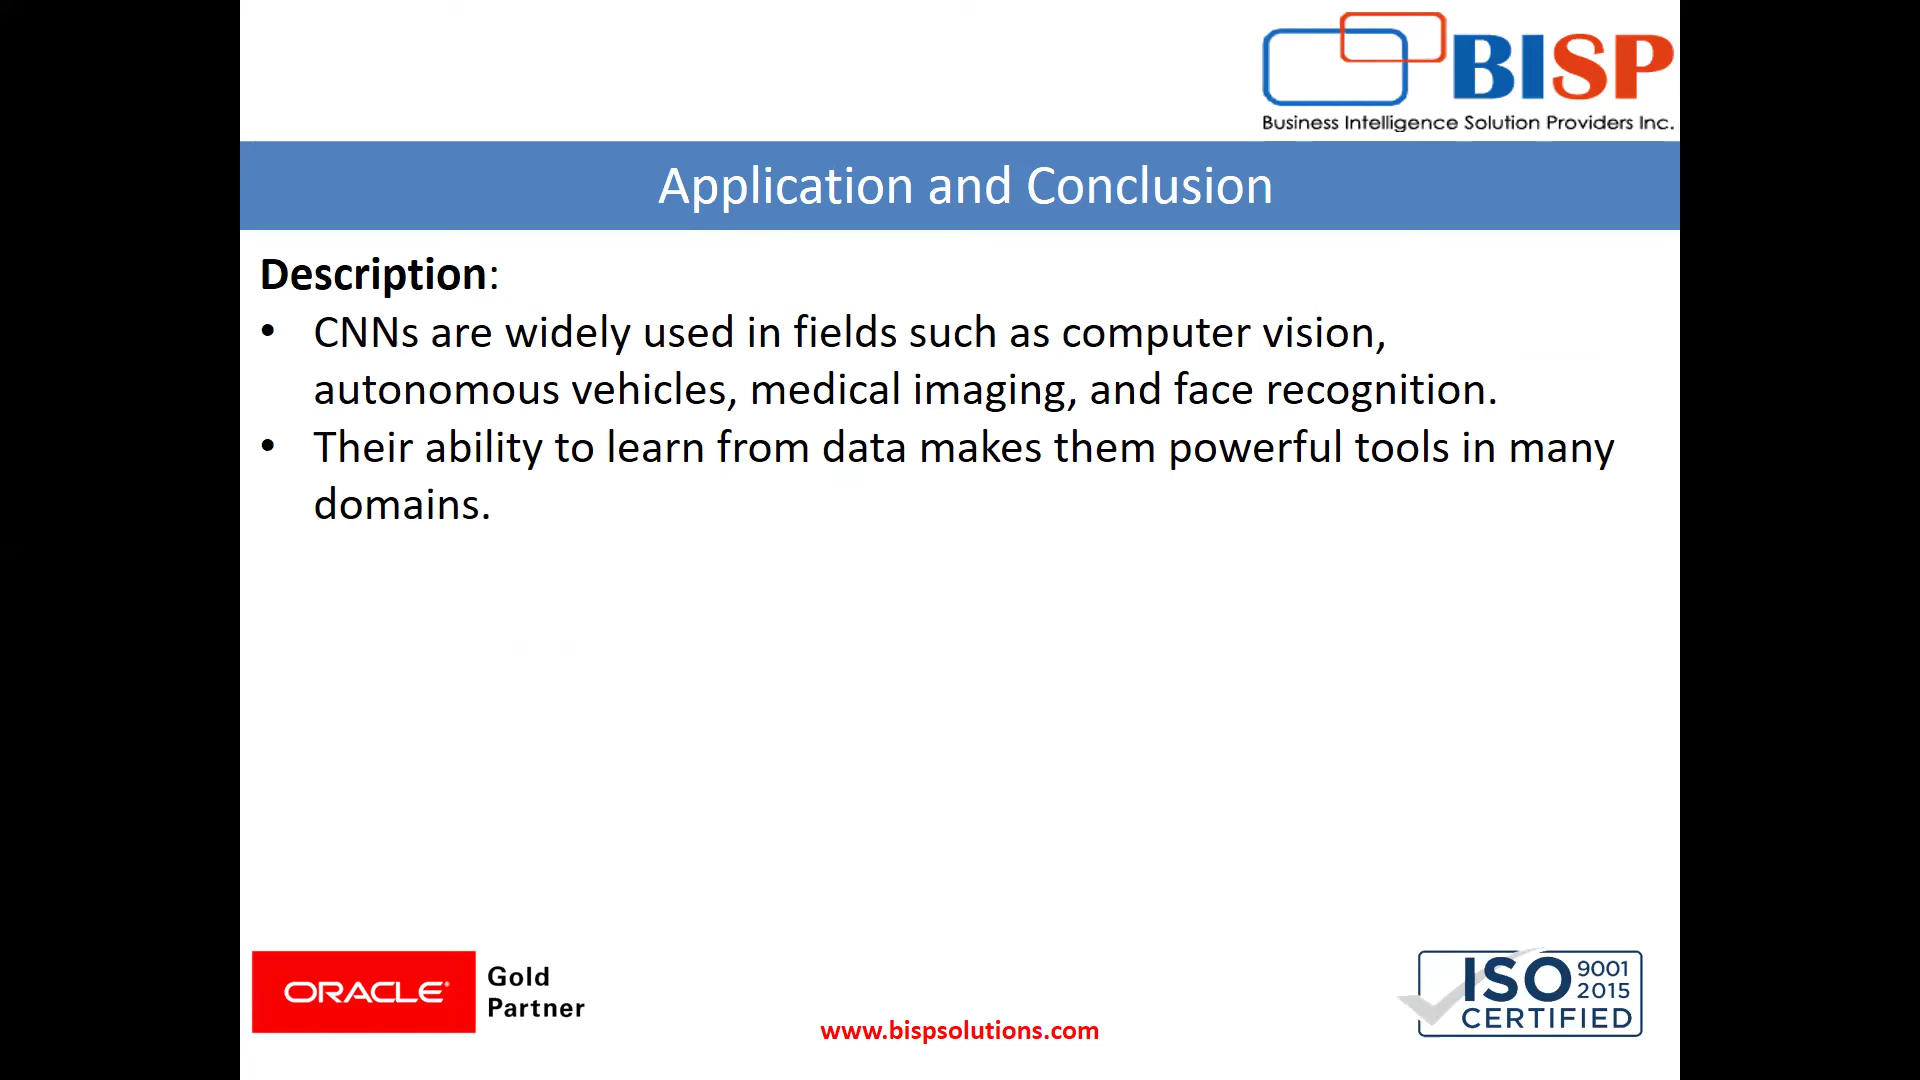 BISP
Business Intelligence Solution Providers Inc.
Application and Conclusion
Description:
• CNNs are widely used in fields such as computer vision,
autonomous vehicles, medical imaging, and face recognition.
• Their ability to learn from data makes them powerful tools in many
domains.
ORACLE®
Gold
Partner
www.bispsolutions.com
ISO 9001
2015
CERTIFIED